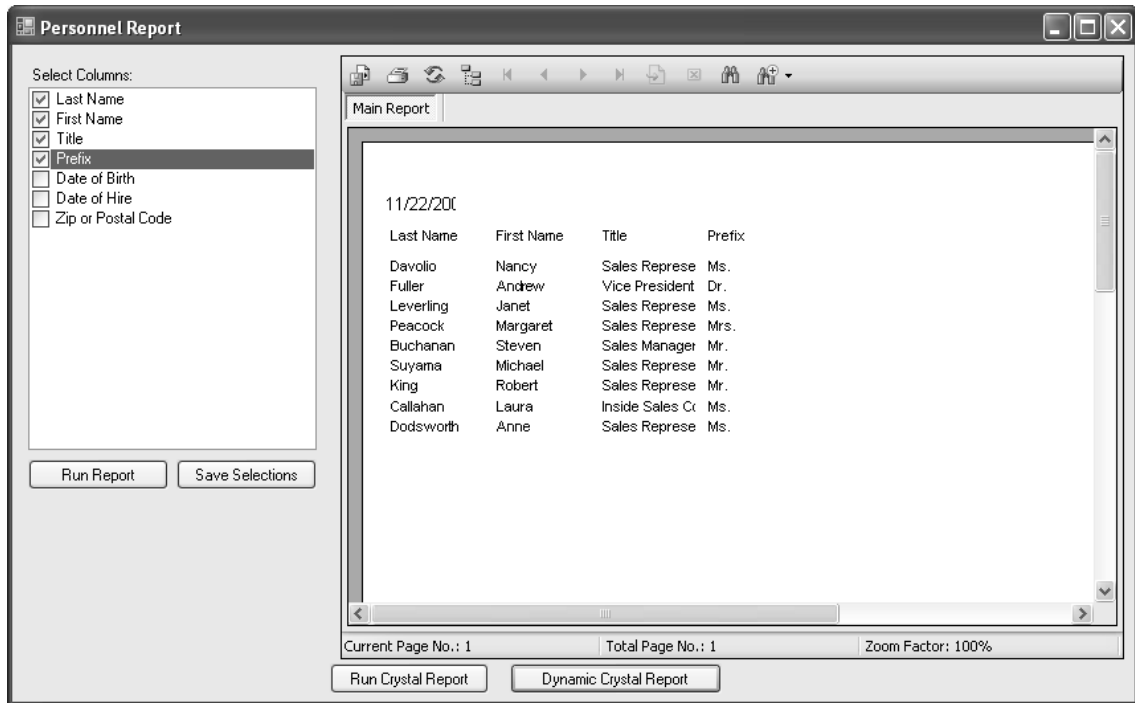 Personnel Report
Select Columns:
Last Name
First Name
Title
Prefix
Date of Birth
Date of Hire
Zip or Postal Code
Run Report Save Selections
Main Report
11/22/200
Last Name First Name Title Prefix
Davolio Nancy Sales Represe Ms.
Fuller Andrew Vice President Dr.
Leverling Janet Sales Represe Ms.
Peacock Margaret Sales Represe Mrs.
Buchanan Steven Sales Manager Mr.
Suyama Michael Sales Represe Mr.
King Robert Sales Represe Mr.
Callahan Laura Inside Sales Co Ms.
Dodsworth Anne Sales Represe Ms.
Current Page No.: 1 Total Page No.: 1 Zoom Factor: 100%
Run Crystal Report Dynamic Crystal Report